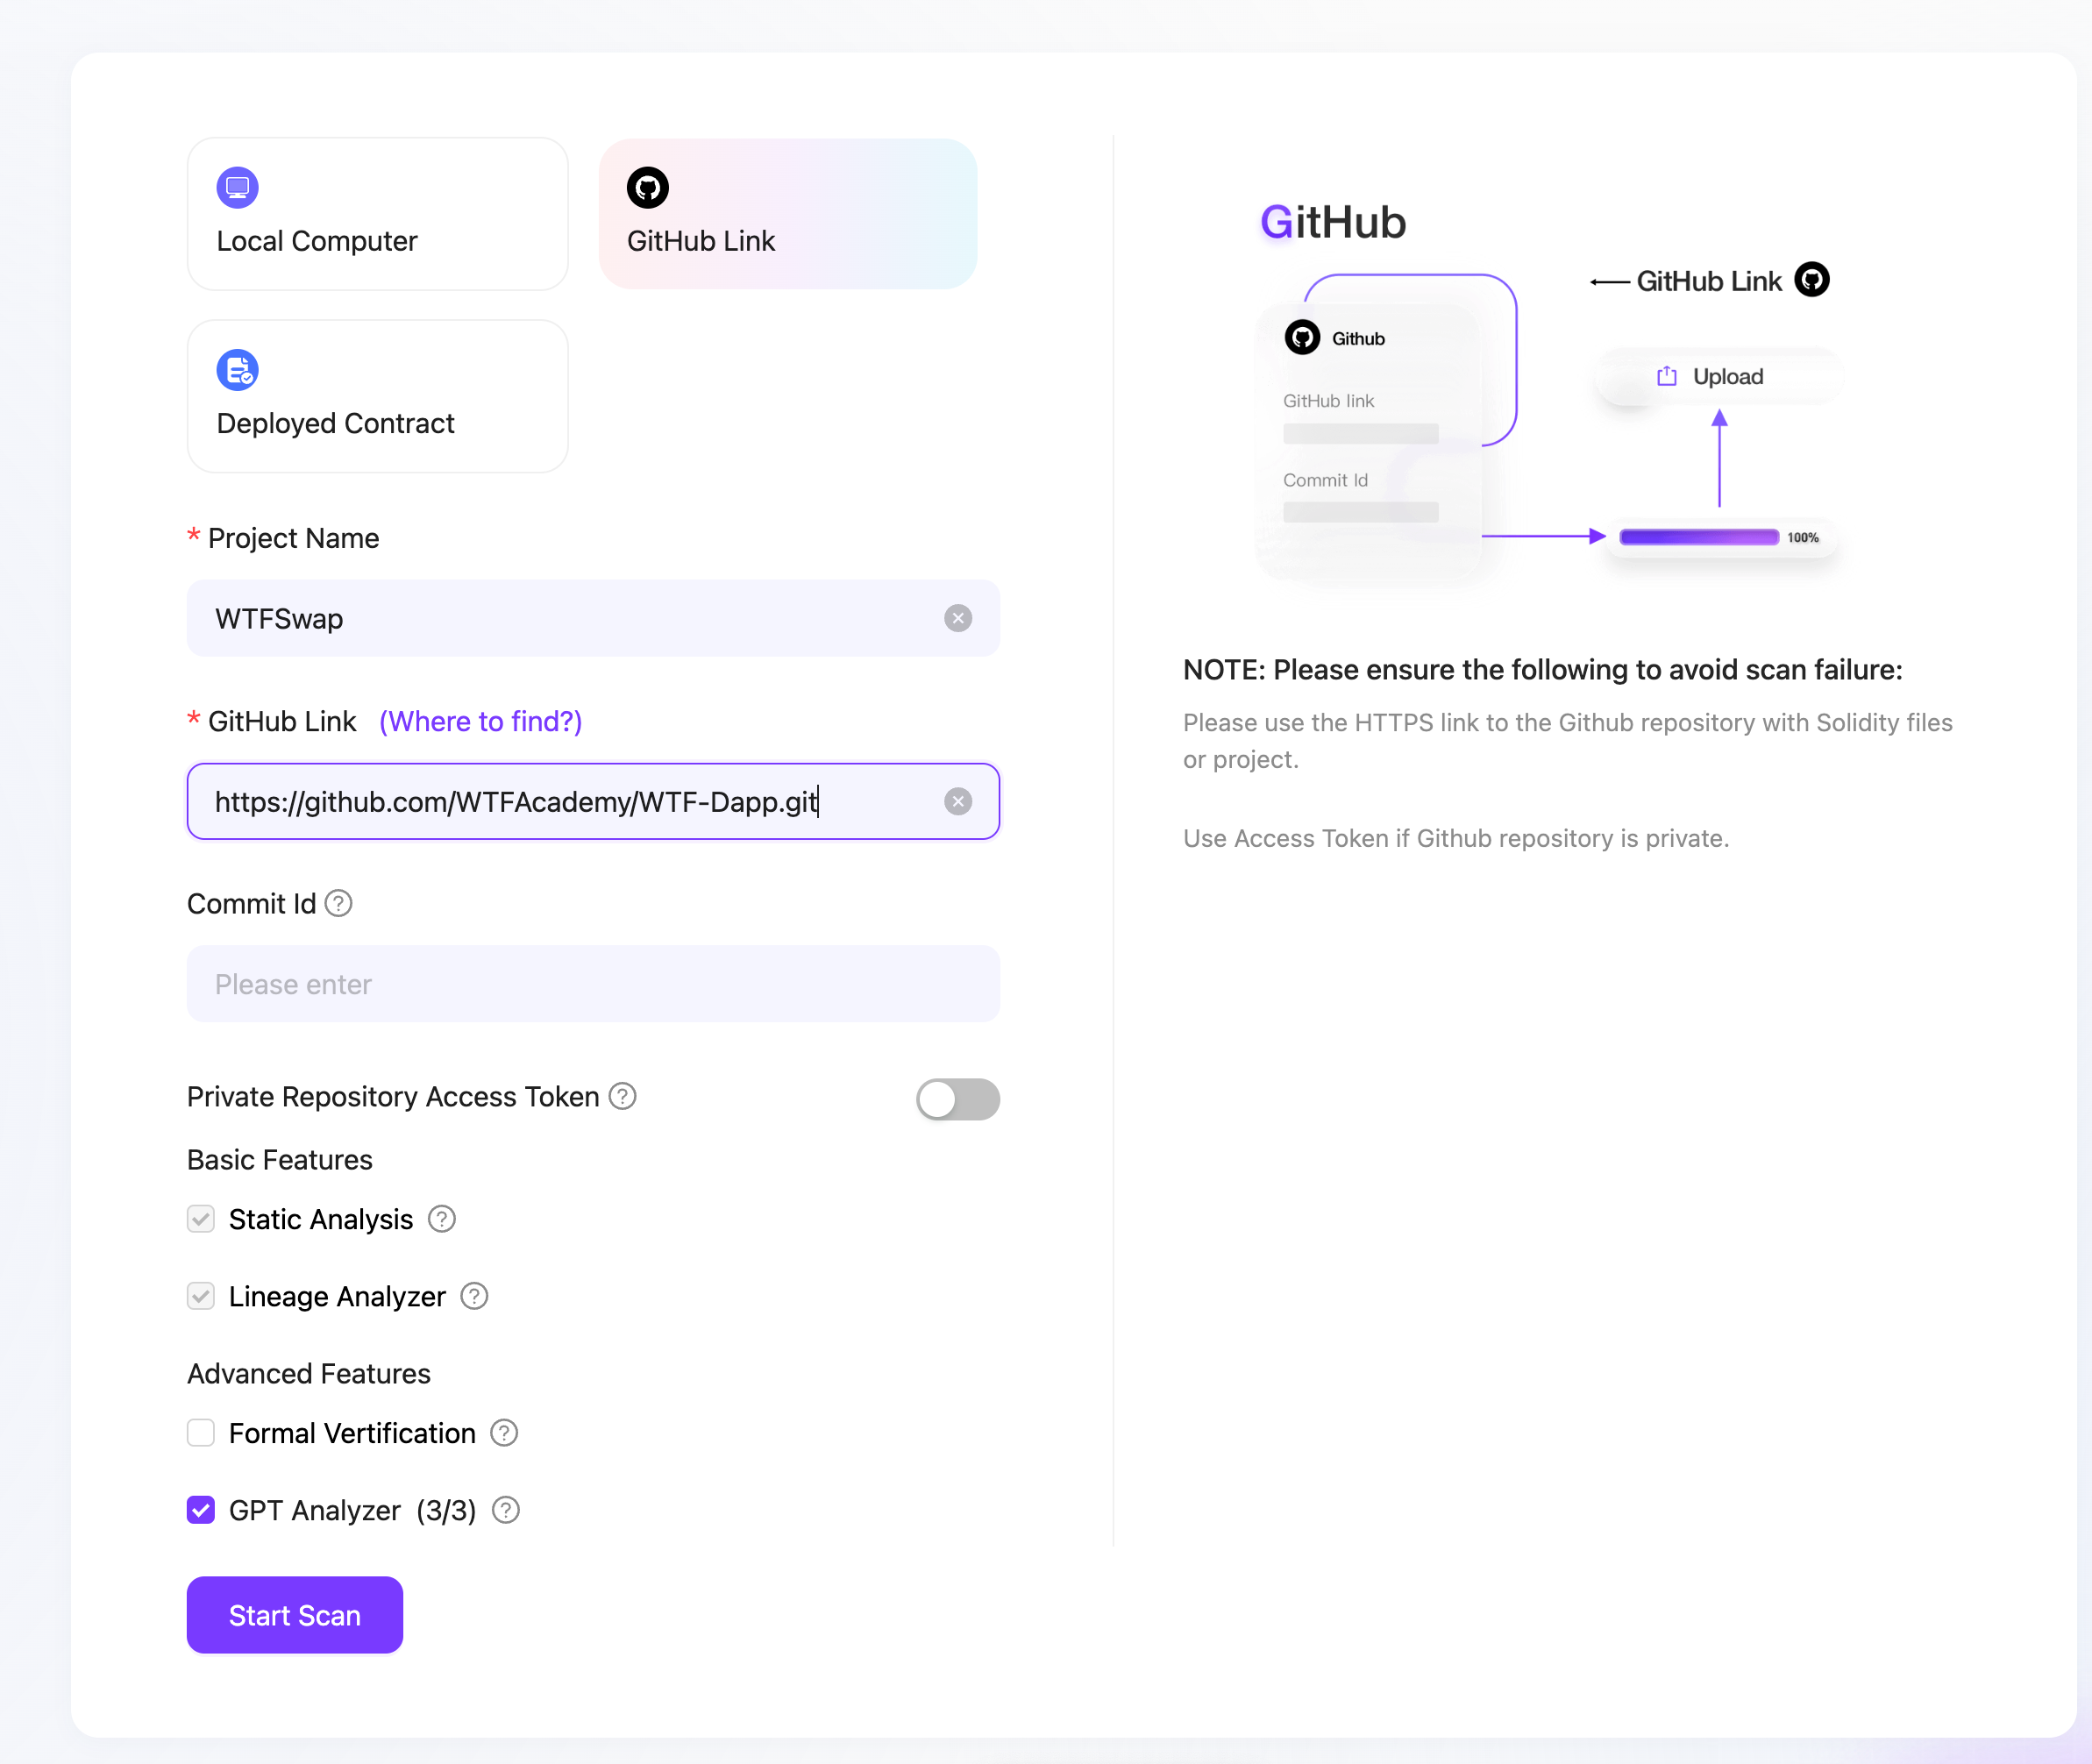 Local Computer
GitHub Link
Deployed Contract
* Project Name
WTFSwap
* GitHub Link (Where to find?)
https://github.com/WTFAcademy/WTF-Dapp.git
Commit Id ?
Please enter
Private Repository Access Token ?
Basic Features
Static Analysis ?
Lineage Analyzer ?
Advanced Features
Formal Vertification ?
GPT Analyzer (3/3) ?
Start Scan
GitHub
GitHub Link
Github
Upload
GitHub link
Commit Id
100%
NOTE: Please ensure the following to avoid scan failure:
Please use the HTTPS link to the Github repository with Solidity files
or project.
Use Access Token if Github repository is private.